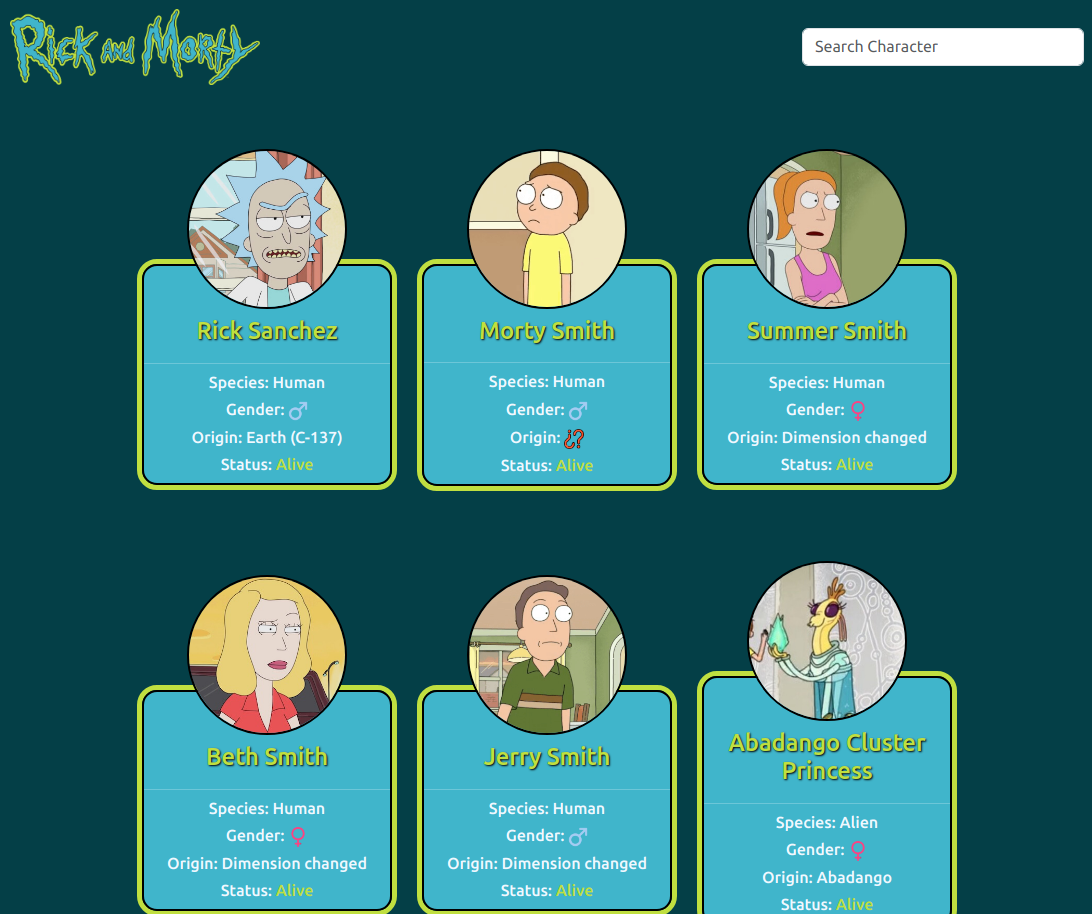 Rick and Morty
Search Character
Rick Sanchez
Species: Human
Gender: ♂
Origin: Earth (C-137)
Status: Alive
Morty Smith
Species: Human
Gender: ♂
Origin: ¿?
Status: Alive
Summer Smith
Species: Human
Gender: ♀
Origin: Dimension changed
Status: Alive
Beth Smith
Species: Human
Gender: ♀
Origin: Dimension changed
Status: Alive
Jerry Smith
Species: Human
Gender: ♂
Origin: Dimension changed
Status: Alive
Abadango Cluster
Princess
Species: Alien
Gender: ♀
Origin: Abadango
Status: Alive